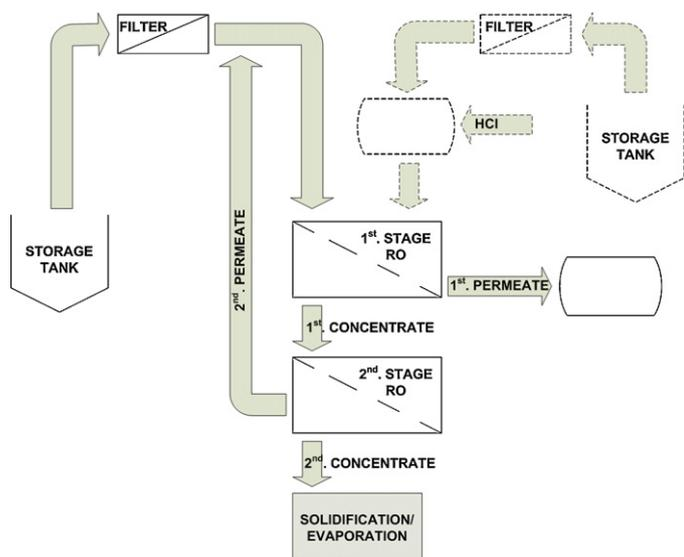 FILTER
FILTER
HCl
STORAGE
TANK
STORAGE
TANK
2nd. PERMEATE
1st. STAGE
RO
1st. PERMEATE
1st. CONCENTRATE
2nd. STAGE
RO
2nd. CONCENTRATE
SOLIDIFICATION/
EVAPORATION